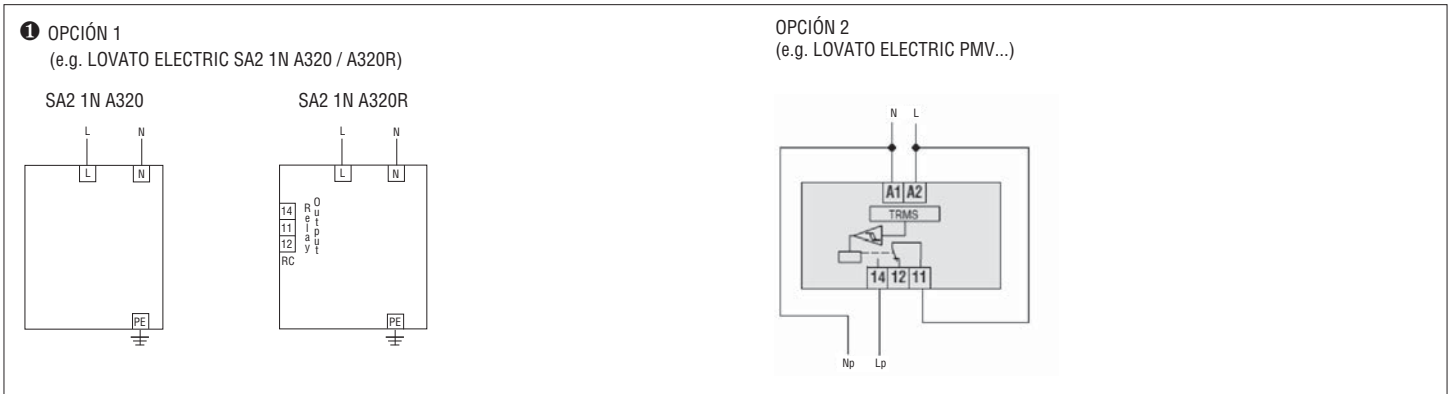 ❶ OPCIÓN 1
(e.g. LOVATO ELECTRIC SA2 1N A320 / A320R)
SA2 1N A320
L N
L N
PE
SA2 1N A320R
L N
L N
14
11
12
RC
Relay
Output
PE
OPCIÓN 2
(e.g. LOVATO ELECTRIC PMV...)
N L
A1 A2
TRMS
14 12 11
Np Lp